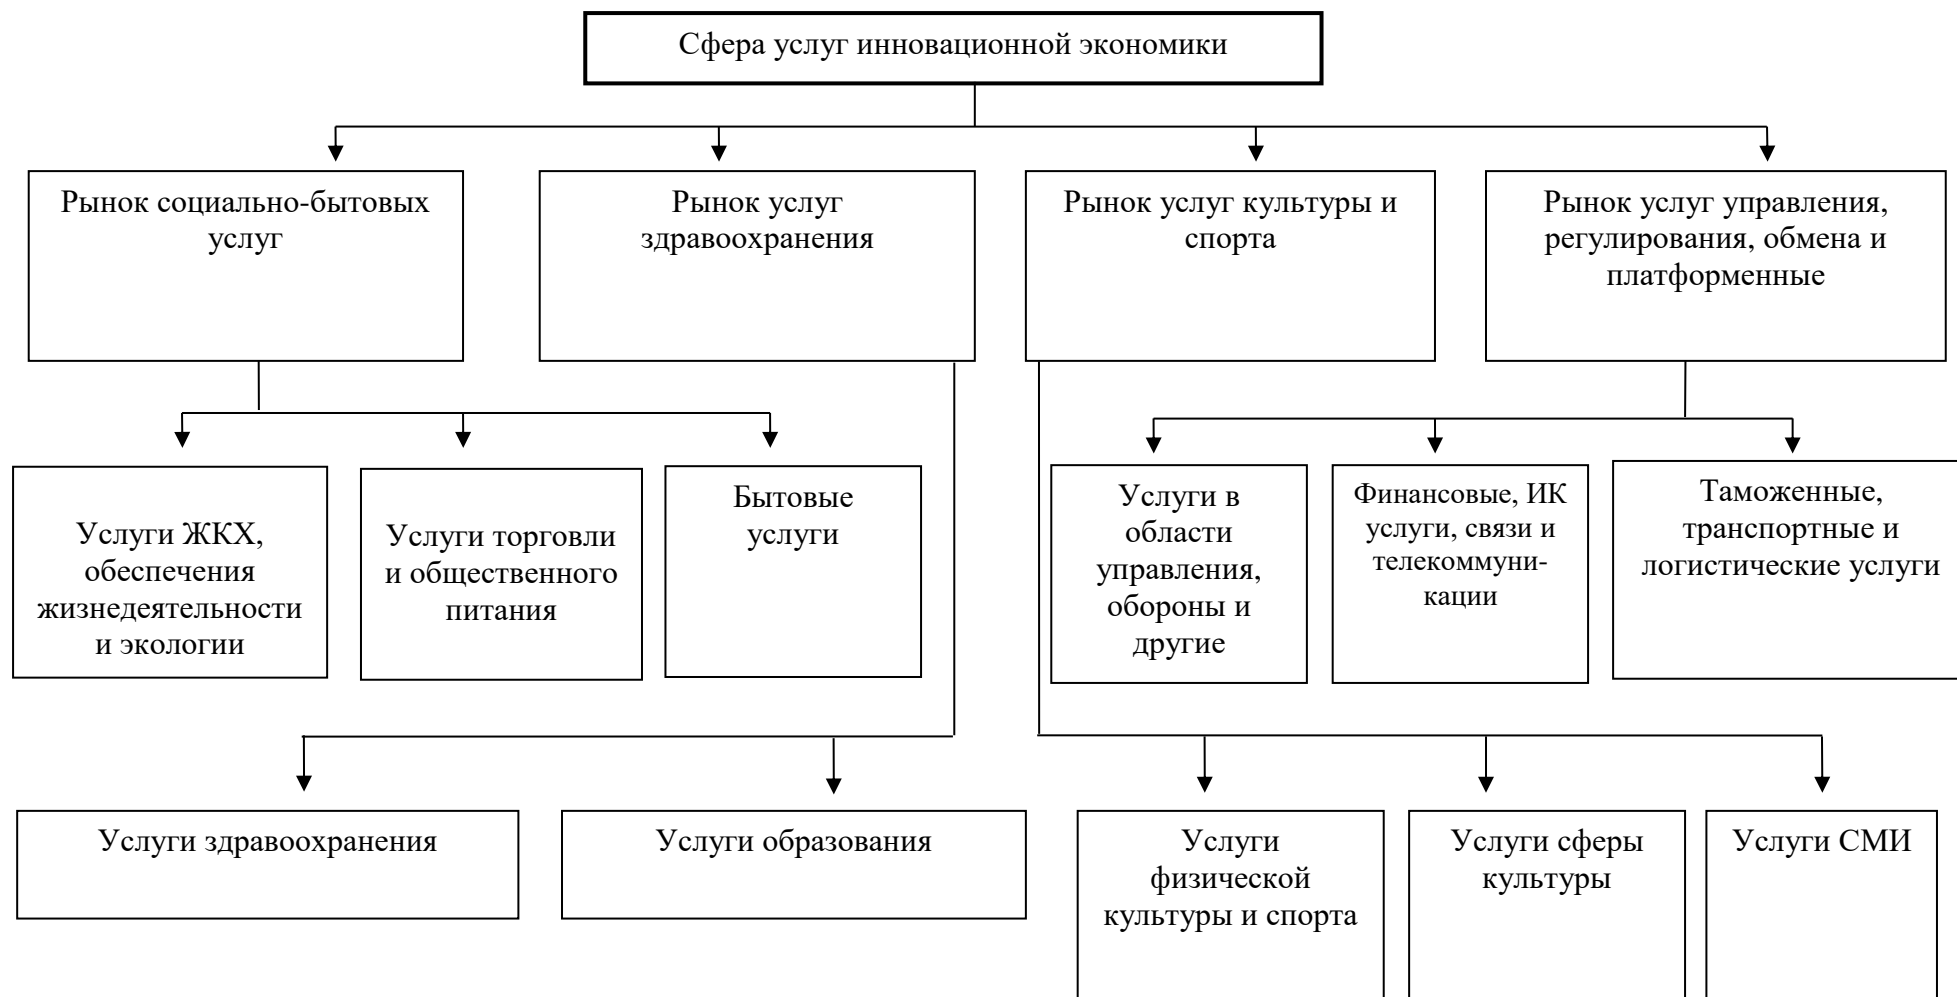 Сфера услуг инновационной экономики
Рынок социально-бытовых
услуг
Рынок услуг
здравоохранения
Рынок услуг культуры и
спорта
Рынок услуг управления,
регулирования, обмена и
платформенные
Услуги ЖКХ,
обеспечения
жизнедеятельности
и экологии
Услуги торговли
и общественного
питания
Бытовые
услуги
Услуги в
области
управления,
обороны и
другие
Финансовые, ИК
услуги, связи и
телекоммуни-
кации
Таможенные,
транспортные и
логистические услуги
Услуги здравоохранения
Услуги образования
Услуги
физической
культуры и спорта
Услуги сферы
культуры
Услуги СМИ